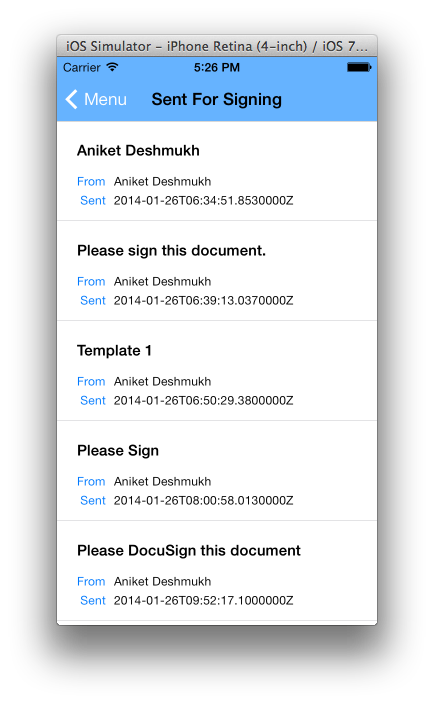 iOS Simulator – iPhone Retina (4-inch) / iOS 7...
Carrier 5:26 PM
Menu Sent For Signing
Aniket Deshmukh
From Aniket Deshmukh
Sent 2014-01-26T06:34:51.8530000Z
Please sign this document.
From Aniket Deshmukh
Sent 2014-01-26T06:39:13.0370000Z
Template 1
From Aniket Deshmukh
Sent 2014-01-26T06:50:29.3800000Z
Please Sign
From Aniket Deshmukh
Sent 2014-01-26T08:00:58.0130000Z
Please DocuSign this document
From Aniket Deshmukh
Sent 2014-01-26T09:52:17.1000000Z